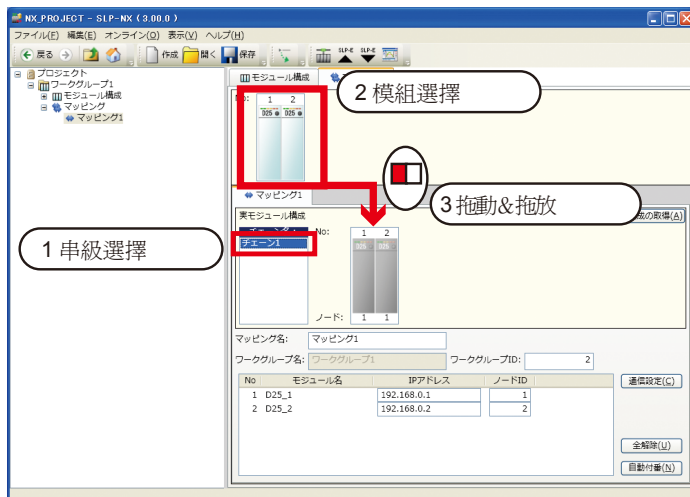 NX_PROJECT - SLP-NX ( 3.00.0 )
ファイル(F) 編集(E) オンライン(O) 表示(V) ヘルプ(H)
戻る 作成 開く 保存 SLP-E SLP-E
プロジェクト
ワークグループ1
モジュール構成
マッピング
マッピング1
モジュール構成
No: 1 2
D25 D25
2 模組選擇
マッピング1
3 拖動&拖放
実モジュール構成
成の取得(A)
1 串級選擇
チェーン1
No: 1 2
D25 D25
ノード: 1 1
マッピング名: マッピング1
ワークグループ名: ワークグループ1 ワークグループID: 2
No モジュール名 IPアドレス ノードID
1 D25_1 192.168.0.1 1
2 D25_2 192.168.0.2 2
通信設定(C)
全解除(U)
自動付番(N)